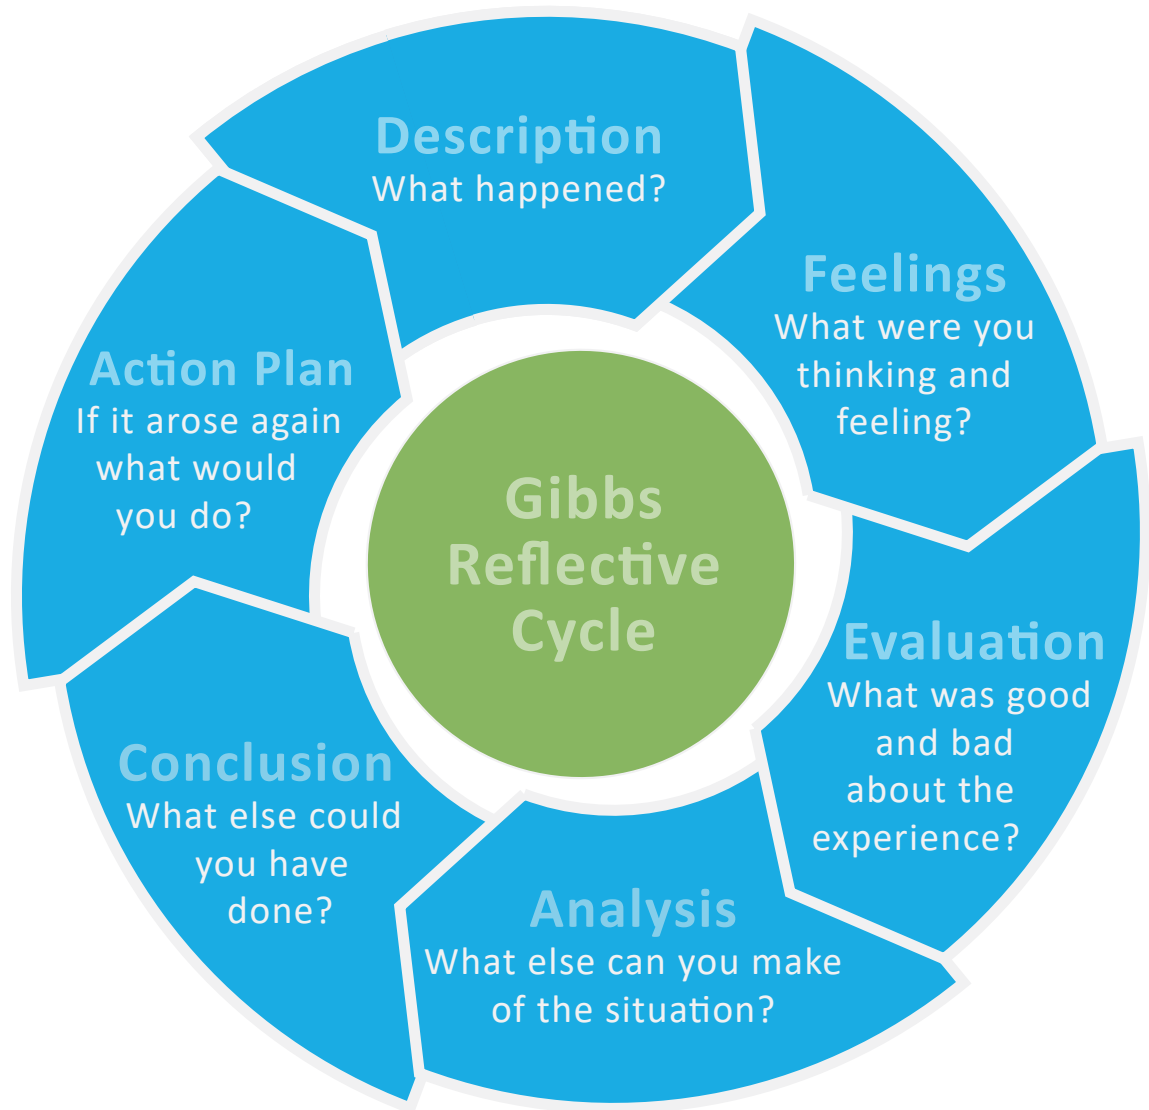 Description
What happened?
Feelings
What were you
thinking and
feeling?
Evaluation
What was good
and bad
about the
experience?
Analysis
What else can you make
of the situation?
Conclusion
What else could
you have
done?
Action Plan
If it arose again
what would
you do?
Gibbs
Reflective
Cycle